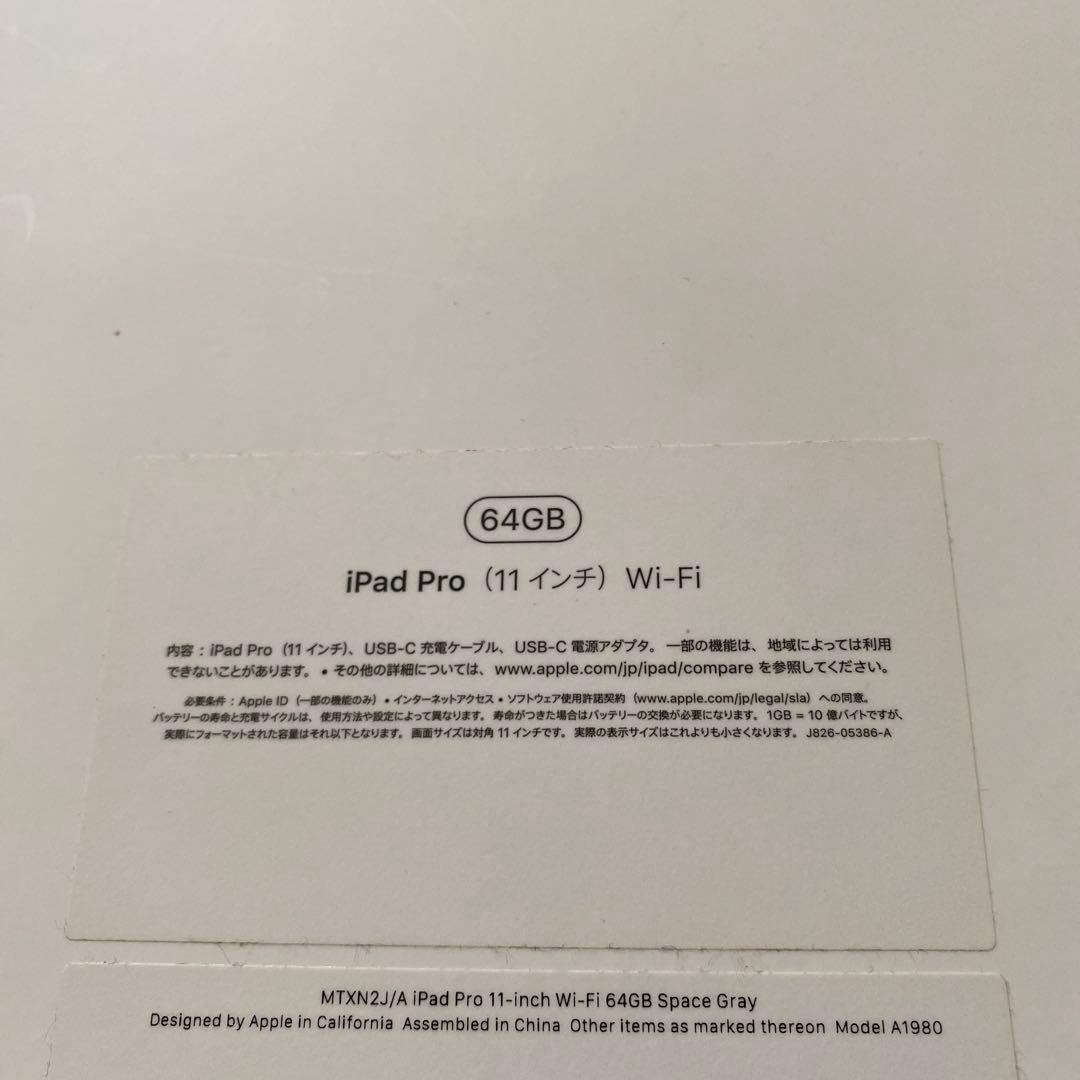 64GB
iPad Pro（11 インチ）Wi-Fi
内容：iPad Pro（11 インチ）、USB-C 充電ケーブル、USB-C 電源アダプタ。一部の機能は、地域によっては利用
できないことがあります。• その他の詳細については、www.apple.com/jp/ipad/compare を参照してください。
必要条件：Apple ID（一部の機能のみ）• インターネットアクセス • ソフトウェア使用許諾契約（www.apple.com/jp/legal/sla）への同意。
バッテリーの寿命と充電サイクルは、使用方法や設定によって異なります。寿命がつきた場合はバッテリーの交換が必要になります。1GB = 10 億バイトですが、
実際にフォーマットされた容量はそれ以下となります。画面サイズは対角 11 インチです。実際の表示サイズはこれよりも小さくなります。J826-05386-A
MTXN2J/A iPad Pro 11-inch Wi-Fi 64GB Space Gray
Designed by Apple in California Assembled in China Other items as marked thereon Model A1980